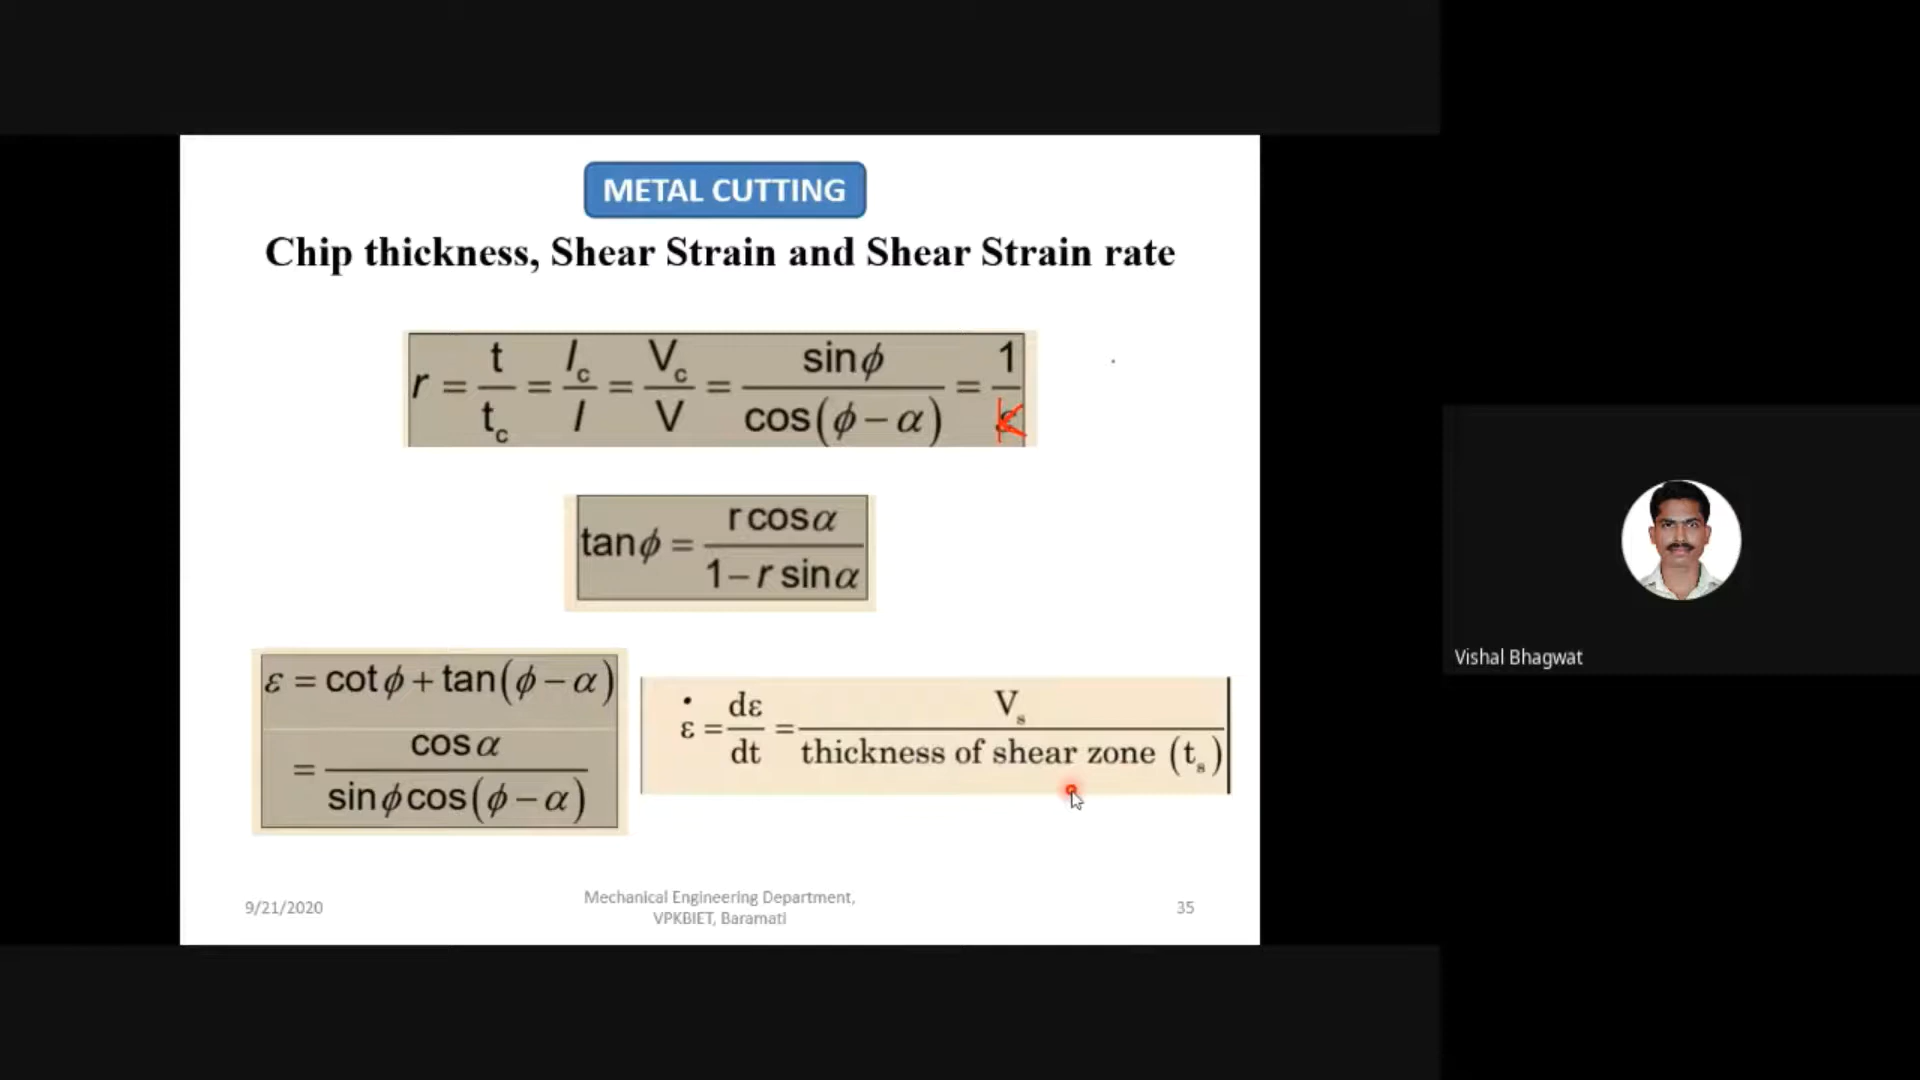 METAL CUTTING
Chip thickness, Shear Strain and Shear Strain rate
r = t/t_c = l_c/l = V_c/V = sinϕ/cos(ϕ−α) = 1/K
tanϕ = r cosα/1−r sinα
ε = cotϕ + tan(ϕ−α)
= cosα/sinϕcos(ϕ−α)
ε̇ = dε/dt = V_s/thickness of shear zone (t_s)
Vishal Bhagwat
9/21/2020
Mechanical Engineering Department,
VPKBIET, Baramati
35